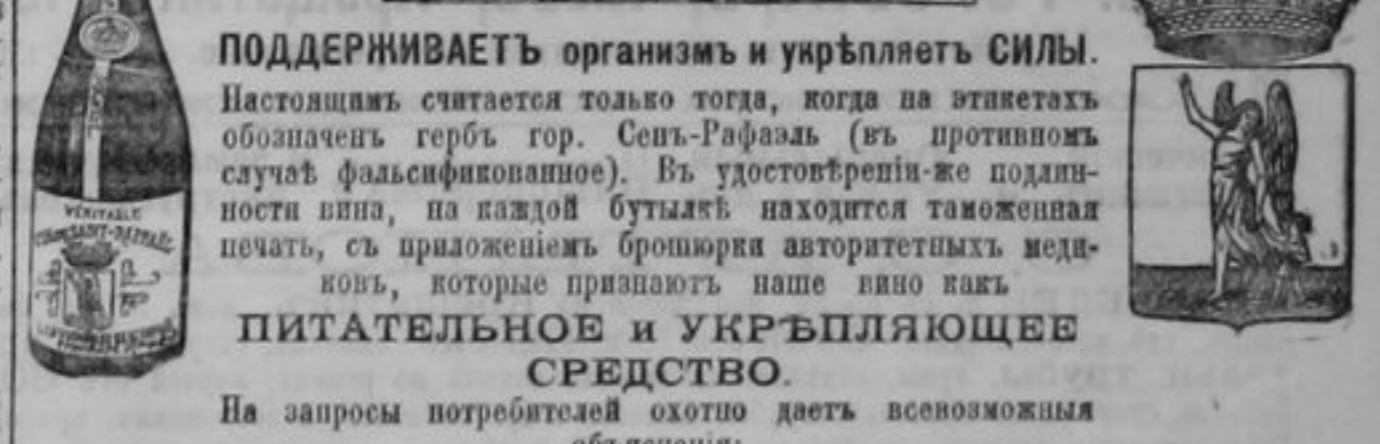 ПОДДЕРЖИВАЕТЪ организмъ и укрѣпляетъ СИЛЫ.
Настоящимъ считается только тогда, когда на этикетахъ
обозначенъ гербъ гор. Сенъ-Рафаэль (въ противномъ
случаѣ фальсификованное). Въ удостовѣреніи-же подлин-
ности вина, на каждой бутылкѣ находится таможенная
печать, съ приложеніемъ брошюрки авторитетныхъ меди-
ковъ, которые признаютъ наше вино какъ
ПИТАТЕЛЬНОЕ и УКРѢПЛЯЮЩЕЕ
СРЕДСТВО.
На запросы потребителей охотно даетъ всевозможныя
VÉRITABLE